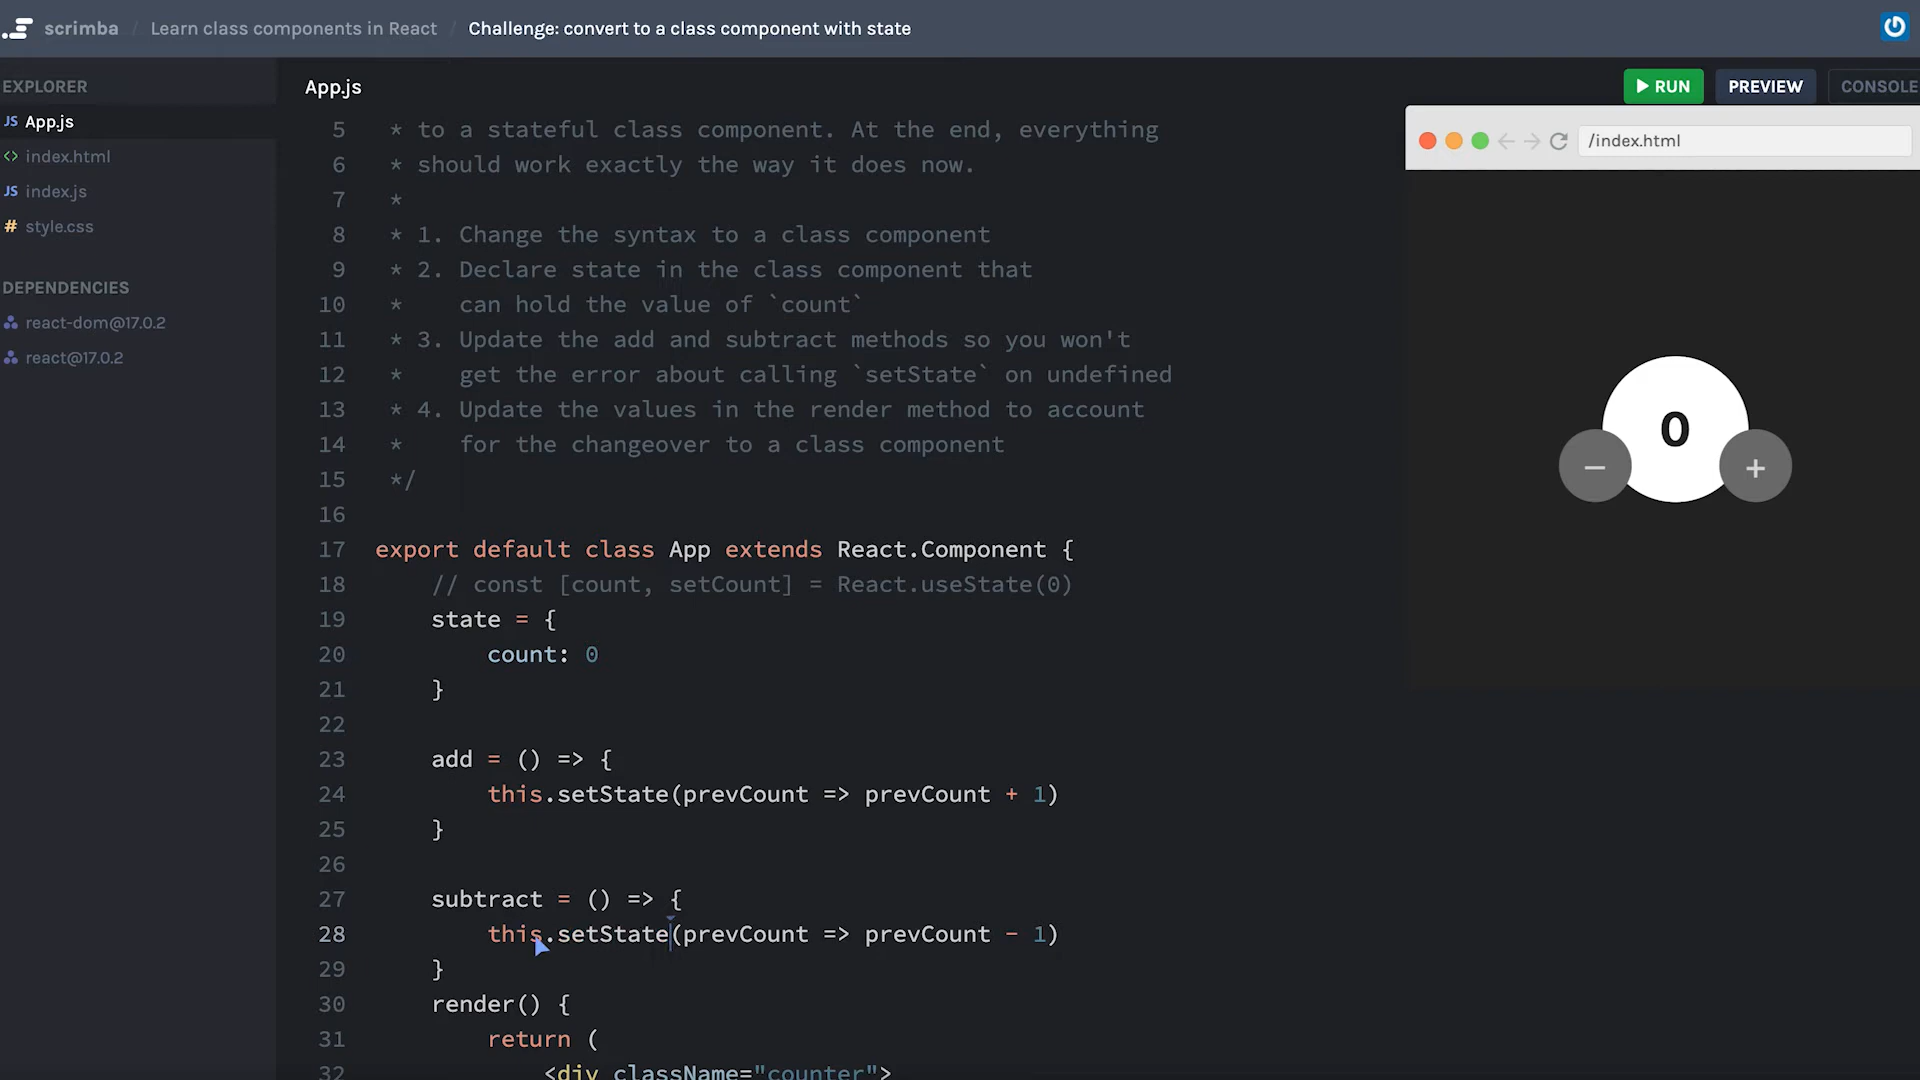 scrimba / Learn class components in React / Challenge: convert to a class component with state
EXPLORER
JS App.js
<> index.html
JS index.js
# style.css
DEPENDENCIES
react-dom@17.0.2
react@17.0.2
App.js
RUN
PREVIEW
CONSOLE
5 * to a stateful class component. At the end, everything
6 * should work exactly the way it does now.
7 *
8 * 1. Change the syntax to a class component
9 * 2. Declare state in the class component that
10 *    can hold the value of `count`
11 * 3. Update the add and subtract methods so you won't
12 *    get the error about calling `setState` on undefined
13 * 4. Update the values in the render method to account
14 *    for the changeover to a class component
15 */
16
17 export default class App extends React.Component {
18     // const [count, setCount] = React.useState(0)
19     state = {
20         count: 0
21     }
22
23     add = () => {
24         this.setState(prevCount => prevCount + 1)
25     }
26
27     subtract = () => {
28         this.setState(prevCount => prevCount - 1)
29     }
30     render() {
31         return (
32             <div className="counter">
/index.html
0
–
+